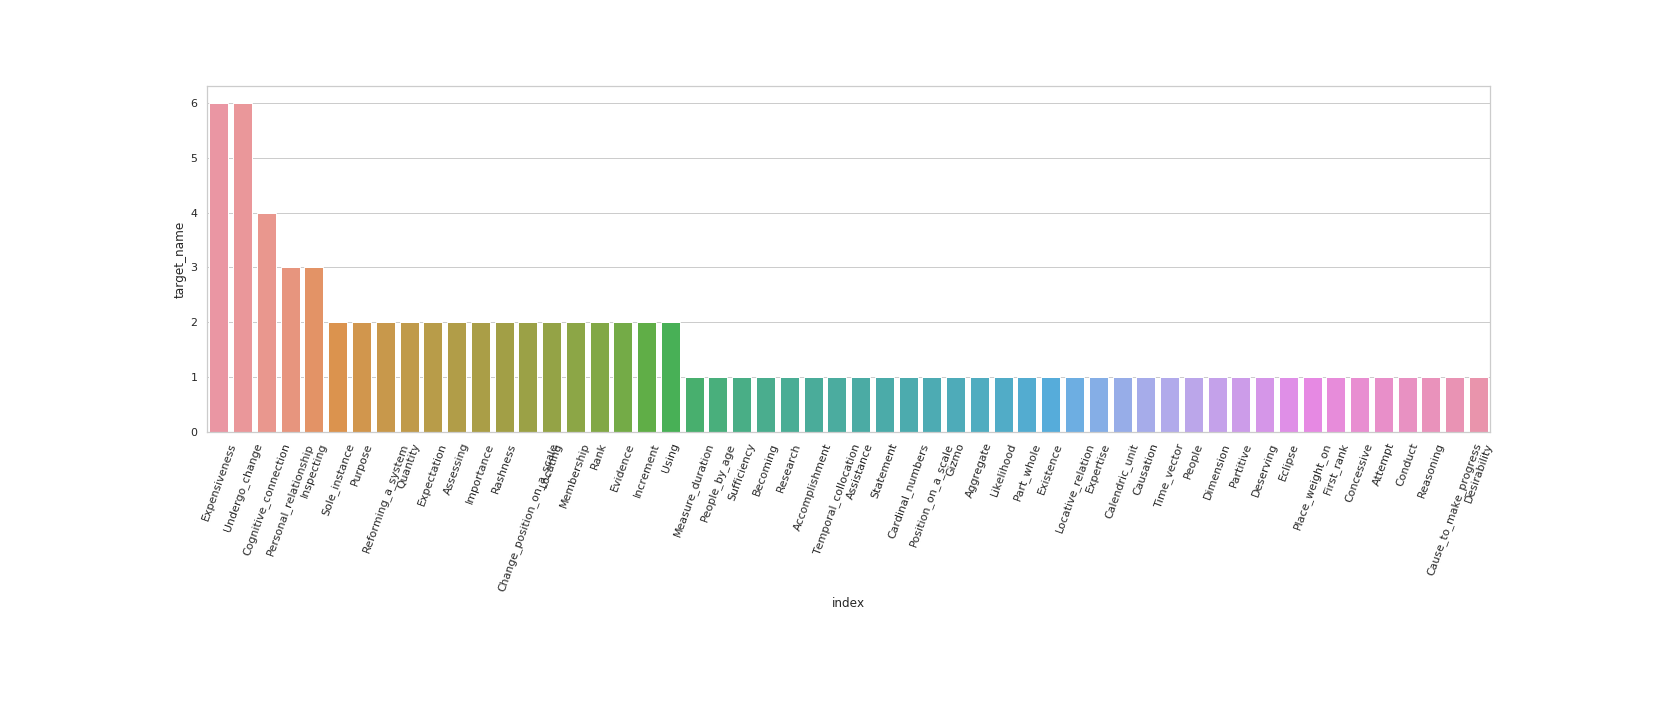 target_name
6
5
4
3
2
1
0
Expensiveness
Undergo_change
Cognitive_connection
Personal_relationship
Inspecting
Sole_instance
Purpose
Reforming_a_system
Quantity
Expectation
Assessing
Importance
Rashness
Change_position_on_a_scale
Locating
Membership
Rank
Evidence
Increment
Using
Measure_duration
People_by_age
Sufficiency
Becoming
Research
Accomplishment
Temporal_collocation
Assistance
Statement
Cardinal_numbers
Position_on_a_scale
Gizmo
Aggregate
Likelihood
Part_whole
Existence
Locative_relation
Expertise
Calendric_unit
Causation
Time_vector
People
Dimension
Partitive
Deserving
Eclipse
Place_weight_on
First_rank
Concessive
Attempt
Conduct
Reasoning
Cause_to_make_progress
Desirability
index